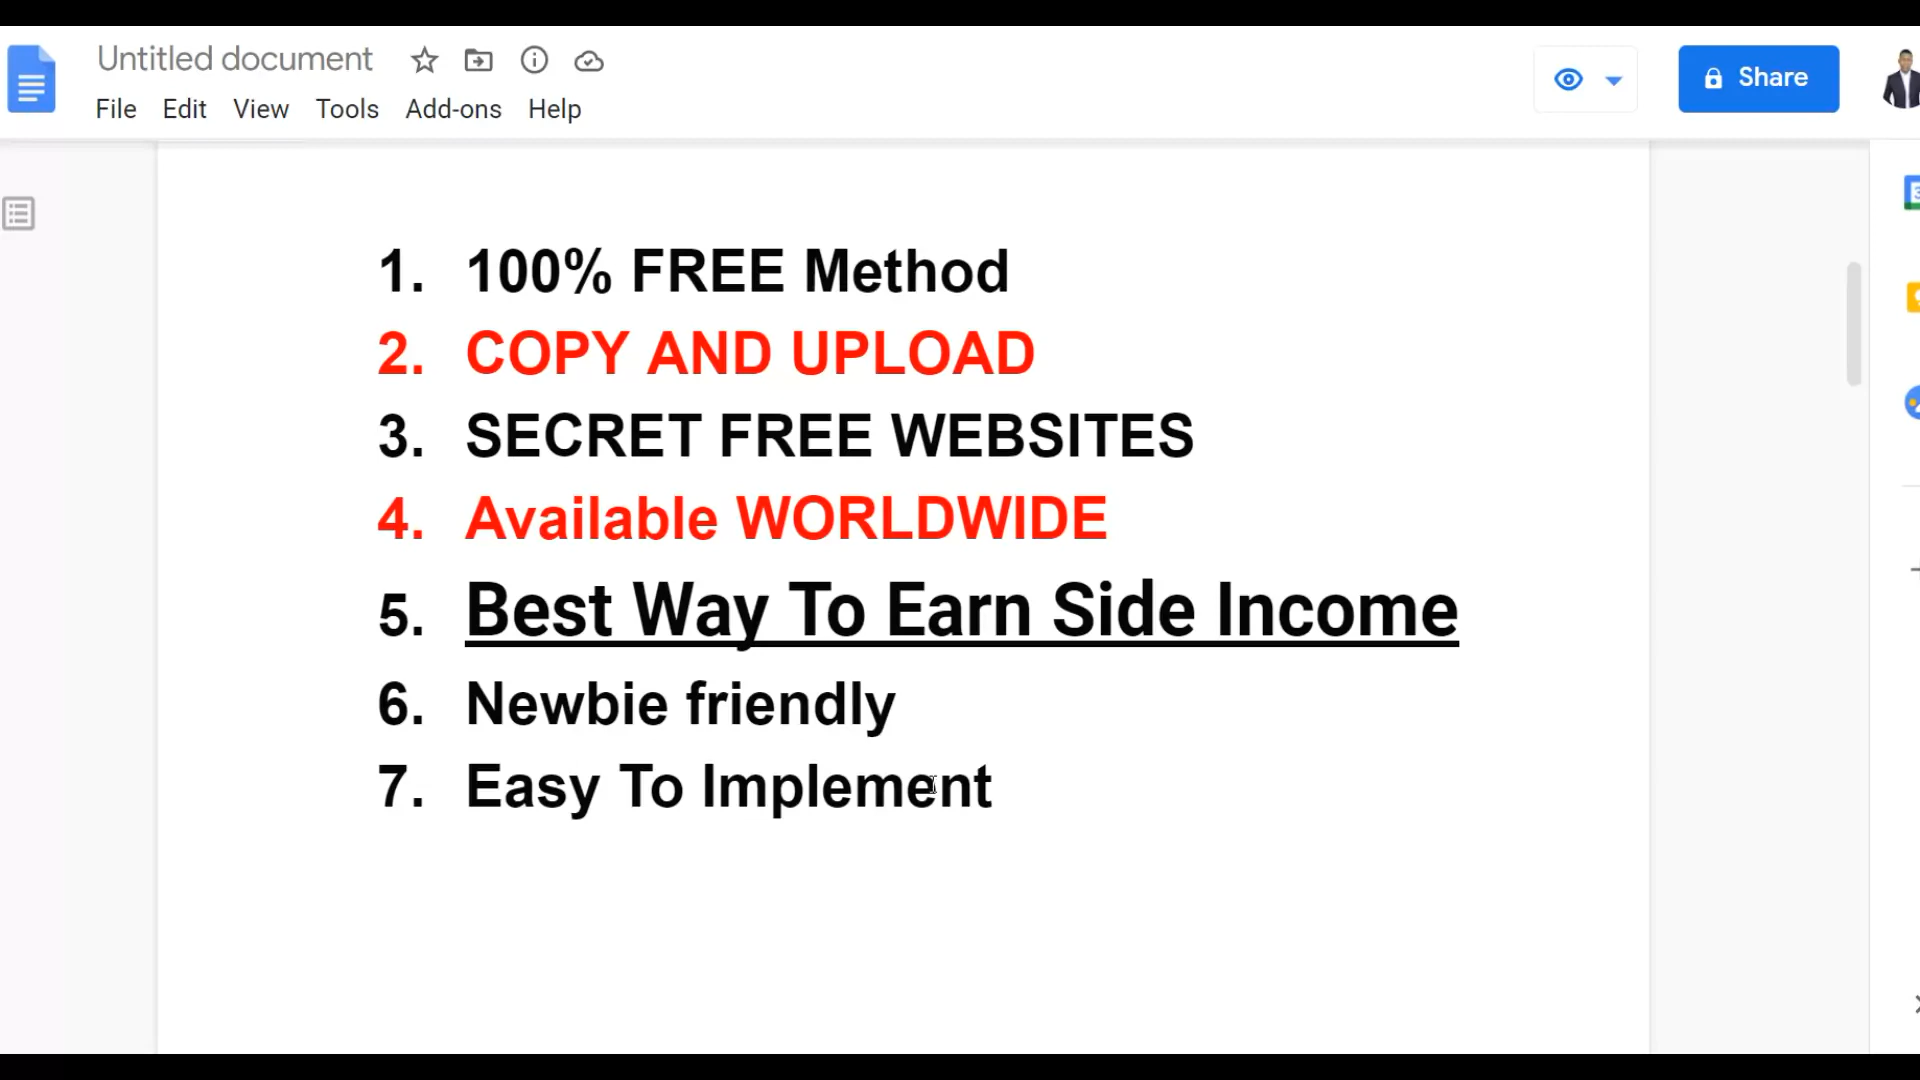 Untitled document
File Edit View Tools Add-ons Help
Share
1. 100% FREE Method
2. COPY AND UPLOAD
3. SECRET FREE WEBSITES
4. Available WORLDWIDE
5. Best Way To Earn Side Income
6. Newbie friendly
7. Easy To Implement